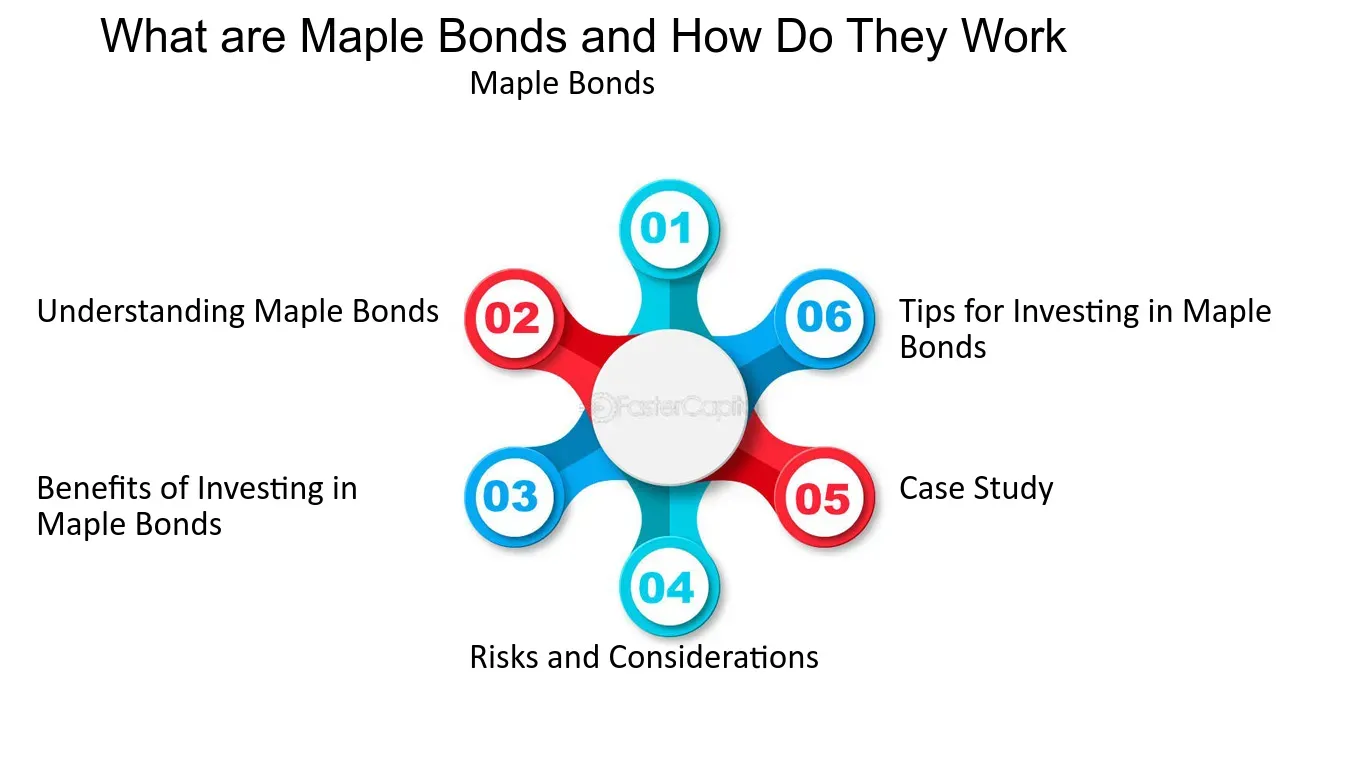 What are Maple Bonds and How Do They Work
Maple Bonds
01
02
Understanding Maple Bonds
06
Tips for Investing in Maple
Bonds
FasterCapital
03
Benefits of Investing in
Maple Bonds
05
Case Study
04
Risks and Considerations